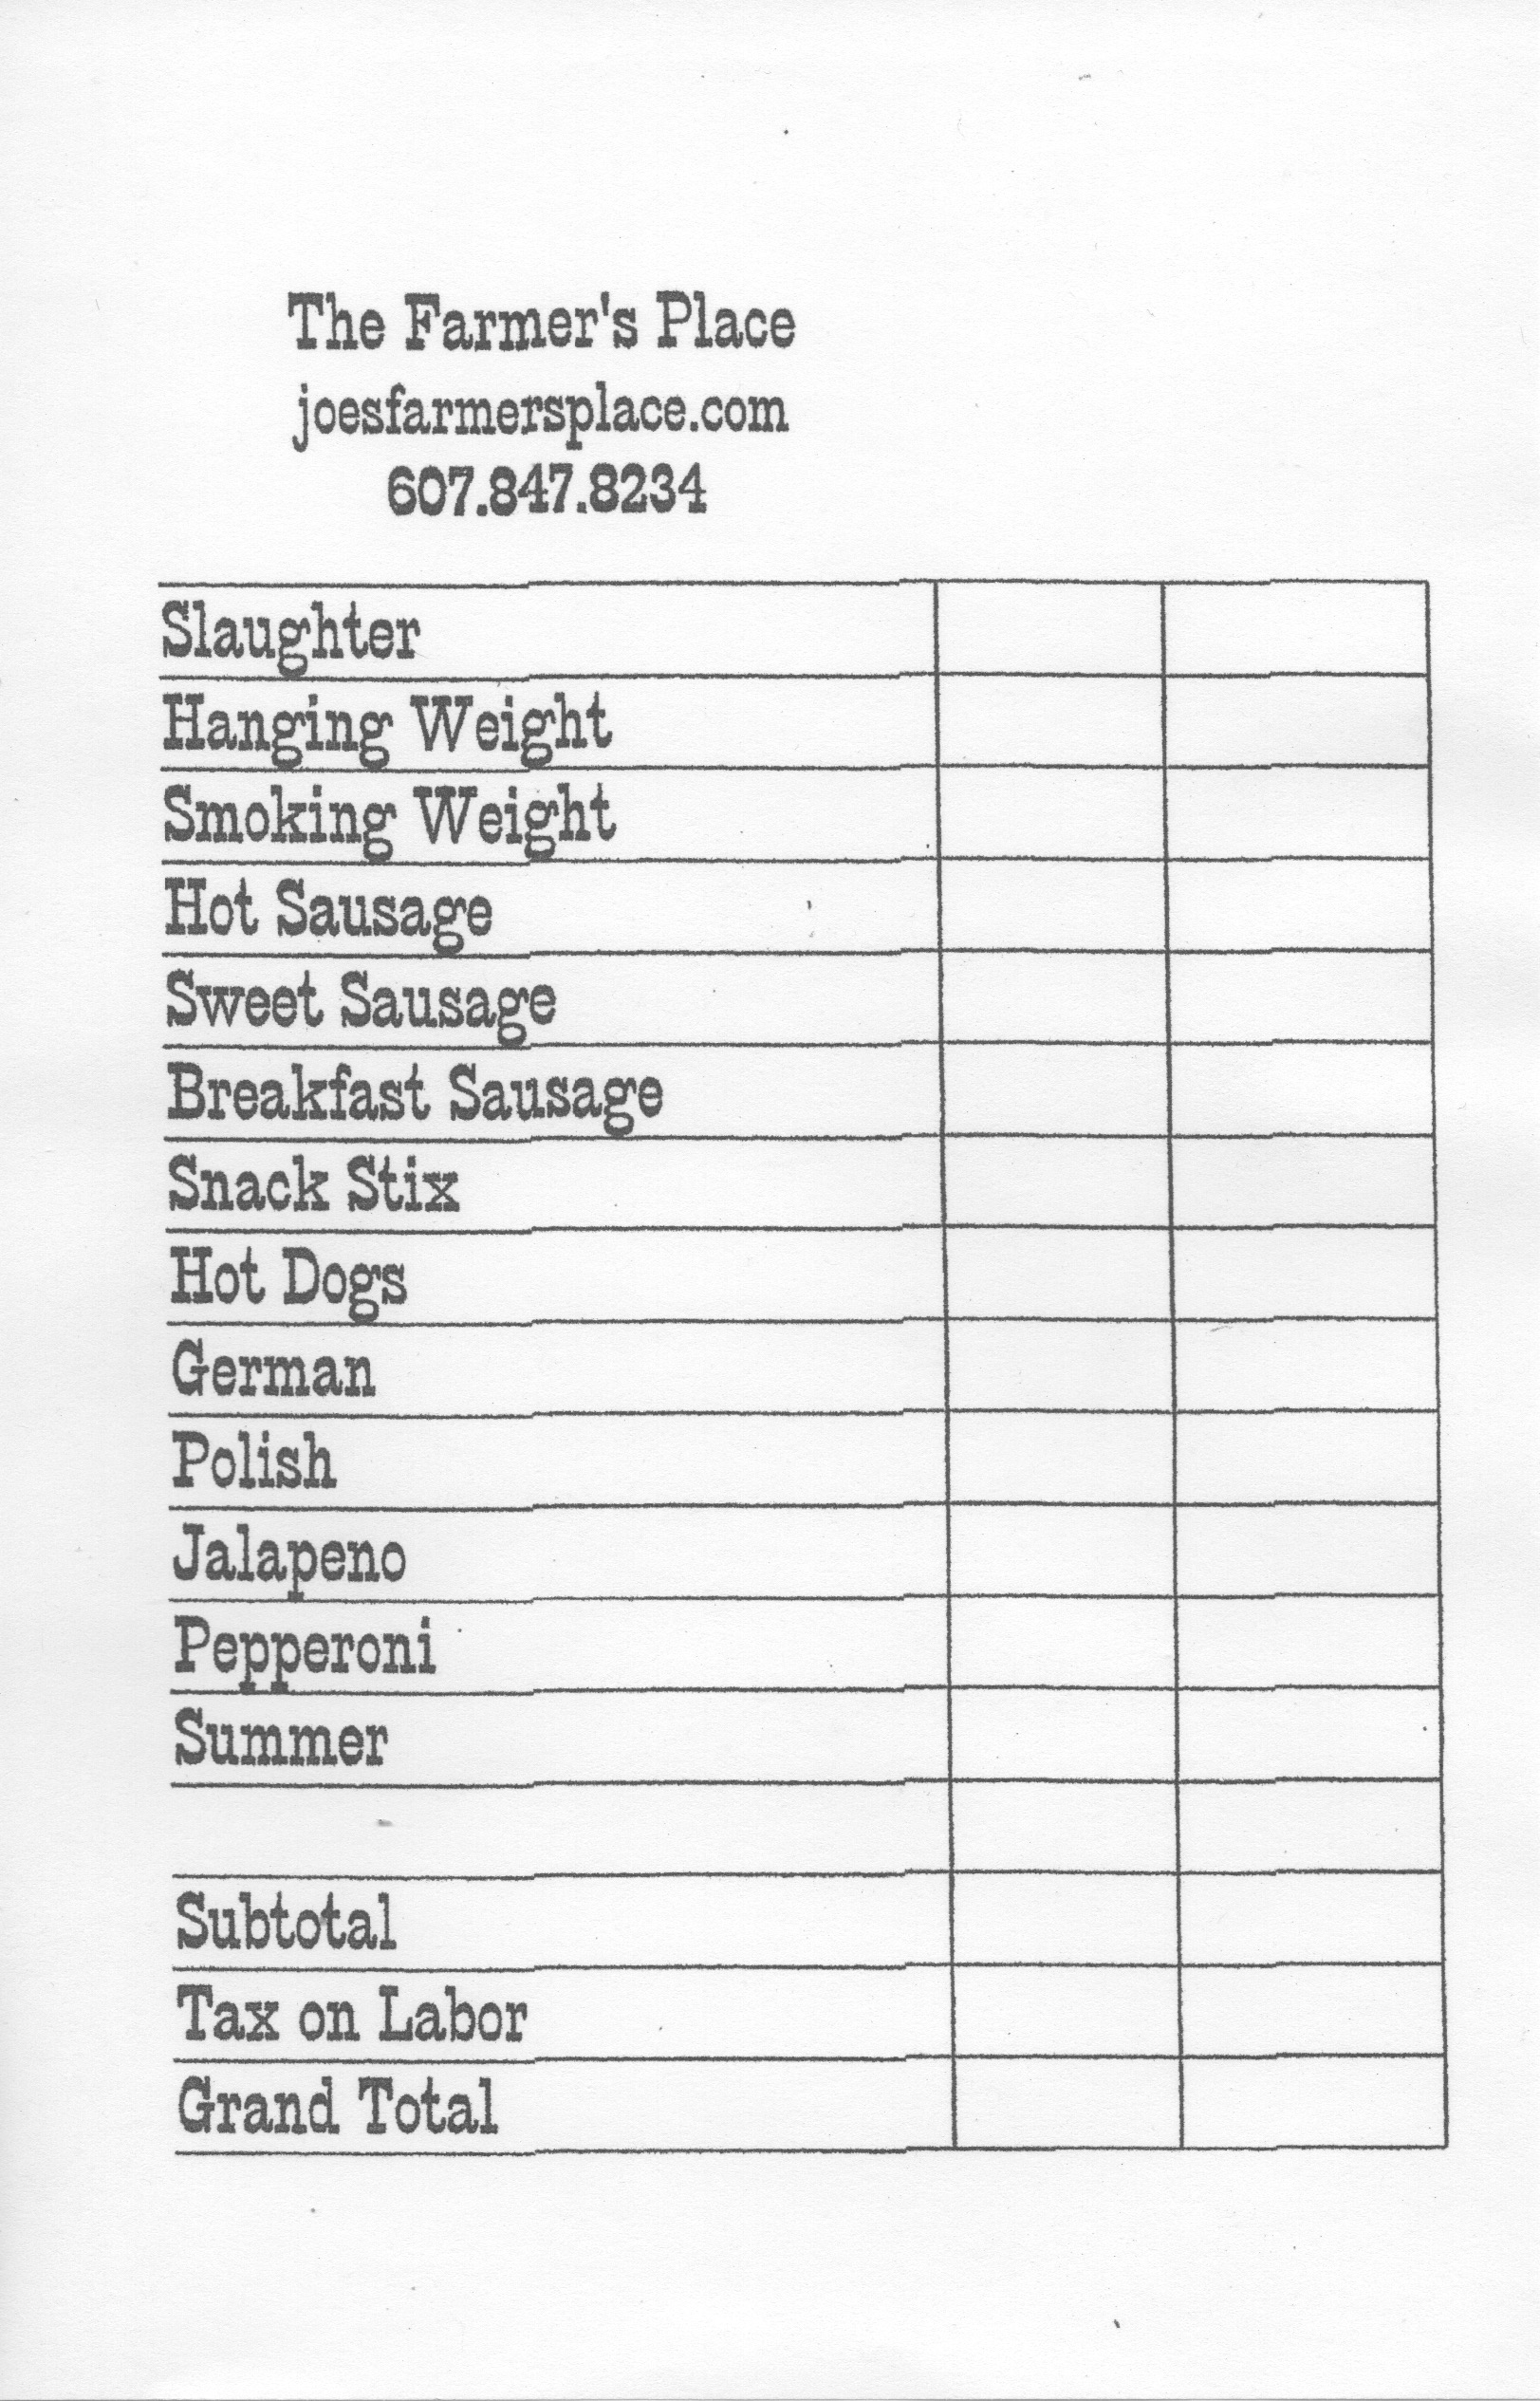 The Farmer's Place
joesfarmersplace.com
607.847.8234
Slaughter
Hanging Weight
Smoking Weight
Hot Sausage
Sweet Sausage
Breakfast Sausage
Snack Stix
Hot Dogs
German
Polish
Jalapeno
Pepperoni
Summer
Subtotal
Tax on Labor
Grand Total